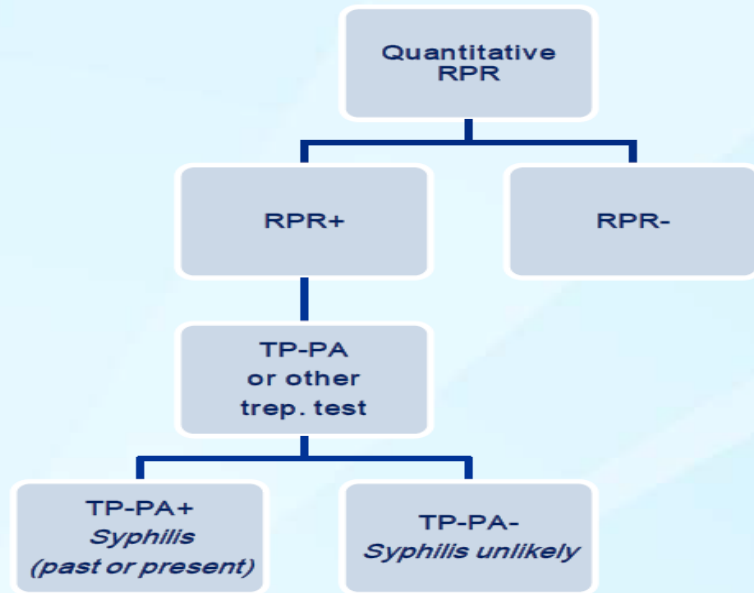 Quantitative
RPR
RPR+
RPR-
TP-PA
or other
trep. test
TP-PA+
Syphilis
(past or present)
TP-PA-
Syphilis unlikely